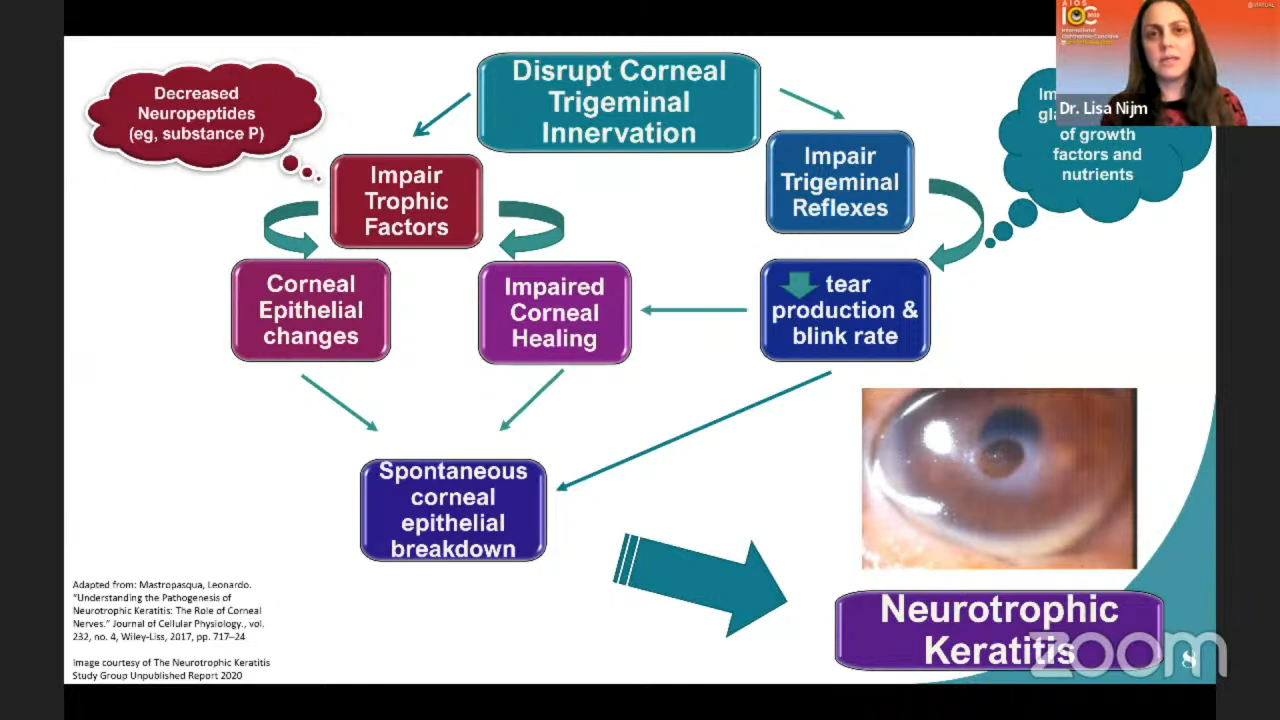 Disrupt Corneal
Trigeminal
Innervation
Decreased
Neuropeptides
(eg, substance P)
Impair
Trophic
Factors
Impair
Trigeminal
Reflexes
of growth
factors and
nutrients
Corneal
Epithelial
changes
Impaired
Corneal
Healing
tear
production &
blink rate
Spontaneous
corneal
epithelial
breakdown
Neurotrophic
Keratitis
Adapted from: Mastropasqua, Leonardo.
"Understanding the Pathogenesis of
Neurotrophic Keratitis: The Role of Corneal
Nerves." Journal of Cellular Physiology., vol.
232, no. 4, Wiley-Liss, 2017, pp. 717–24
Image courtesy of The Neurotrophic Keratitis
Study Group Unpublished Report 2020
AIOS
Dr. Lisa Nijm
zoom
8